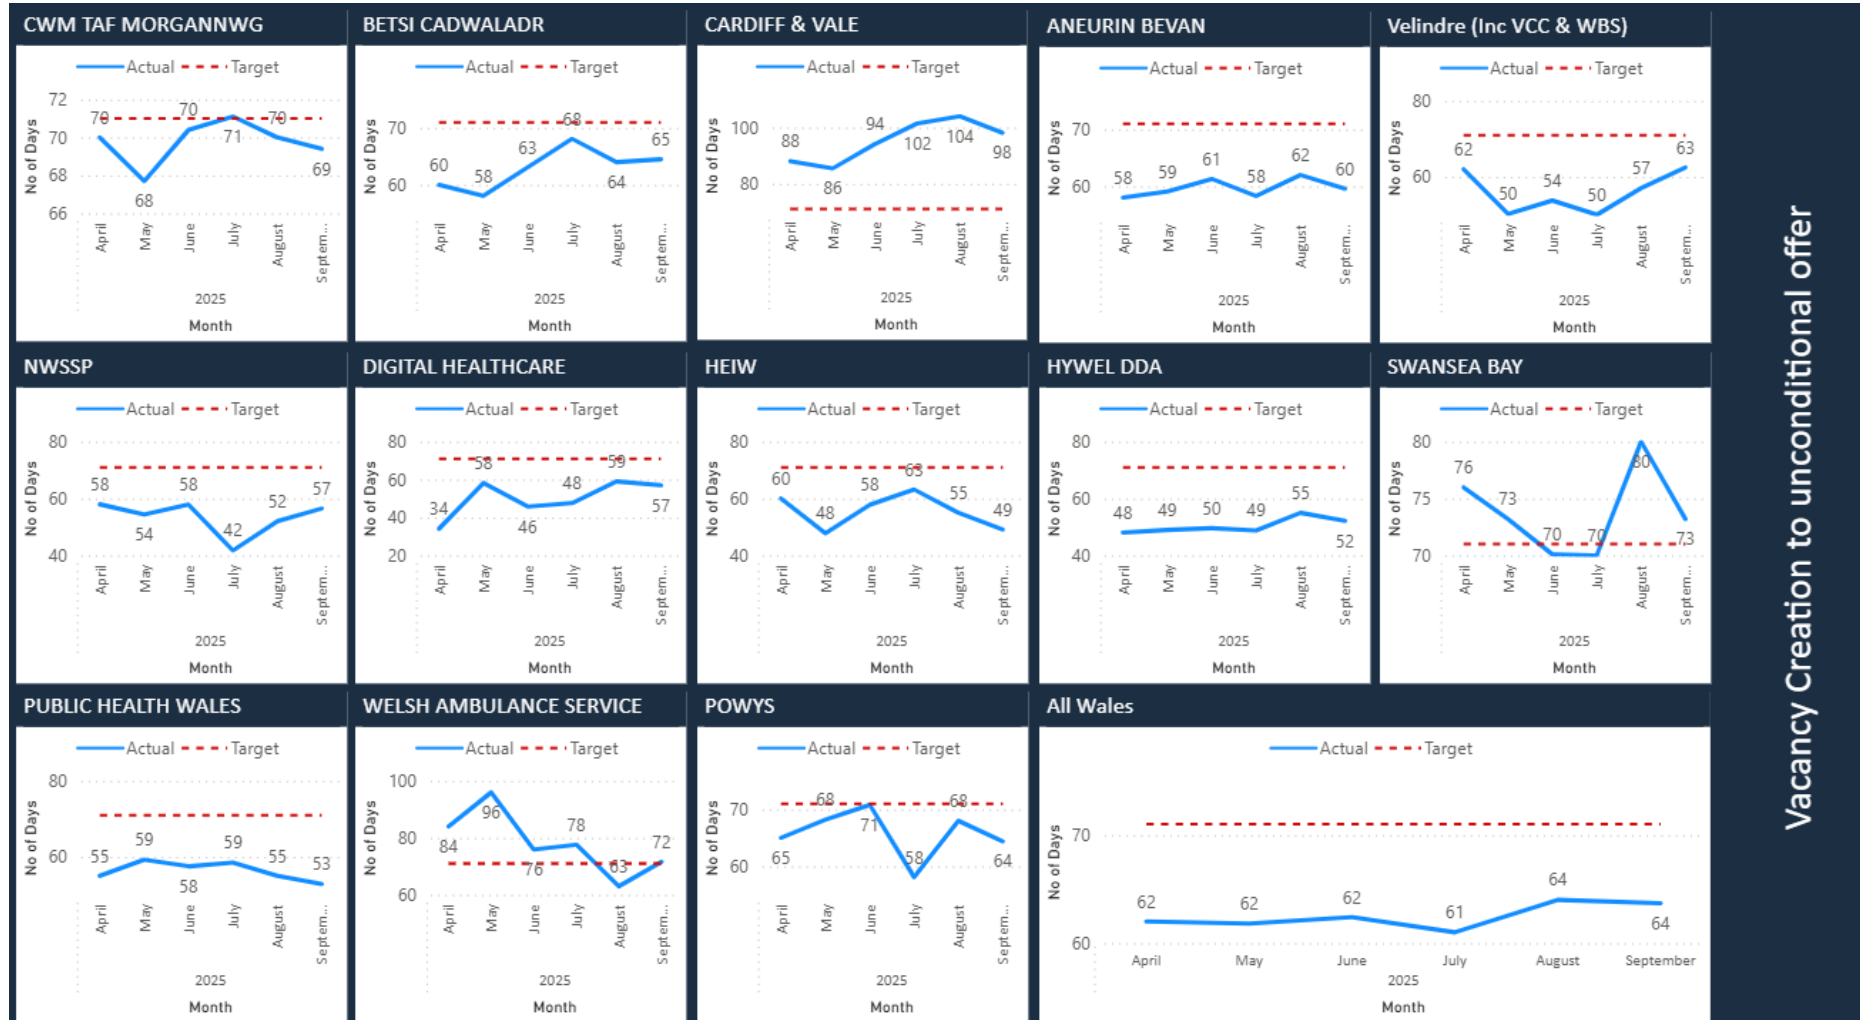 CWM TAF MORGANNWG
Actual Target
No of Days
72
70
68
66
70
68
70
71
70
69
April
May
June
July
August
Septem...
2025
Month
BETSI CADWALADR
Actual Target
No of Days
70
60
60
58
63
68
64
65
April
May
June
July
August
Septem...
2025
Month
CARDIFF & VALE
Actual Target
No of Days
100
80
88
86
94
102
104
98
April
May
June
July
August
Septem...
2025
Month
ANEURIN BEVAN
Actual Target
No of Days
70
60
58
59
61
58
62
60
April
May
June
July
August
Septem...
2025
Month
Velindre (Inc VCC & WBS)
Actual Target
No of Days
80
60
62
50
54
50
57
63
April
May
June
July
August
Septem...
2025
Month
NWSSP
Actual Target
No of Days
80
60
40
58
54
58
42
52
57
April
May
June
July
August
Septem...
2025
Month
DIGITAL HEALTHCARE
Actual Target
No of Days
80
60
40
20
34
58
46
48
59
57
April
May
June
July
August
Septem...
2025
Month
HEIW
Actual Target
No of Days
80
60
40
60
48
58
63
55
49
April
May
June
July
August
Septem...
2025
Month
HYWEL DDA
Actual Target
No of Days
80
60
40
48
49
50
49
55
52
April
May
June
July
August
Septem...
2025
Month
SWANSEA BAY
Actual Target
No of Days
80
75
70
76
73
70
70
80
73
April
May
June
July
August
Septem...
2025
Month
PUBLIC HEALTH WALES
Actual Target
No of Days
80
60
55
59
58
59
55
53
April
May
June
July
August
Septem...
2025
Month
WELSH AMBULANCE SERVICE
Actual Target
No of Days
100
80
60
84
96
76
78
63
72
April
May
June
July
August
Septem...
2025
Month
POWYS
Actual Target
No of Days
70
60
65
68
71
58
68
64
April
May
June
July
August
Septem...
2025
Month
All Wales
Actual Target
No of Days
70
60
62
62
62
61
64
64
April May June July August September
2025
Month
Vacancy Creation to unconditional offer